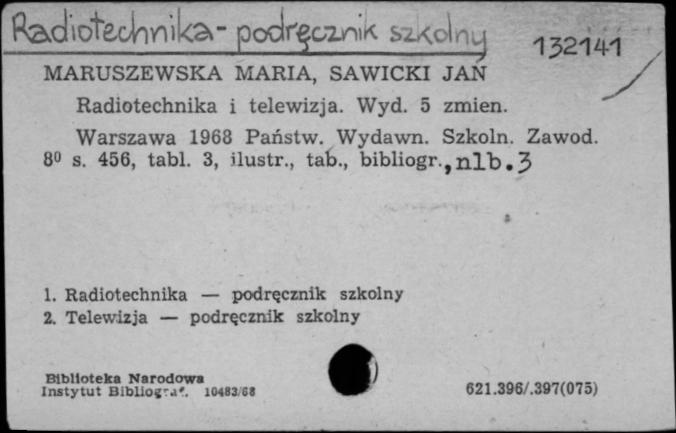 Radiotechnika - podręcznik szkolny
132141
MARUSZEWSKA MARIA, SAWICKI JAN
Radiotechnika i telewizja. Wyd. 5 zmien.
Warszawa 1968 Państw. Wydawn. Szkoln. Zawod.
8⁰ s. 456, tabl. 3, ilustr., tab., bibliogr., nlb. 3
1. Radiotechnika — podręcznik szkolny
2. Telewizja — podręcznik szkolny
Biblioteka Narodowa
Instytut Bibliograf. 10483/68
621.396/.397(075)